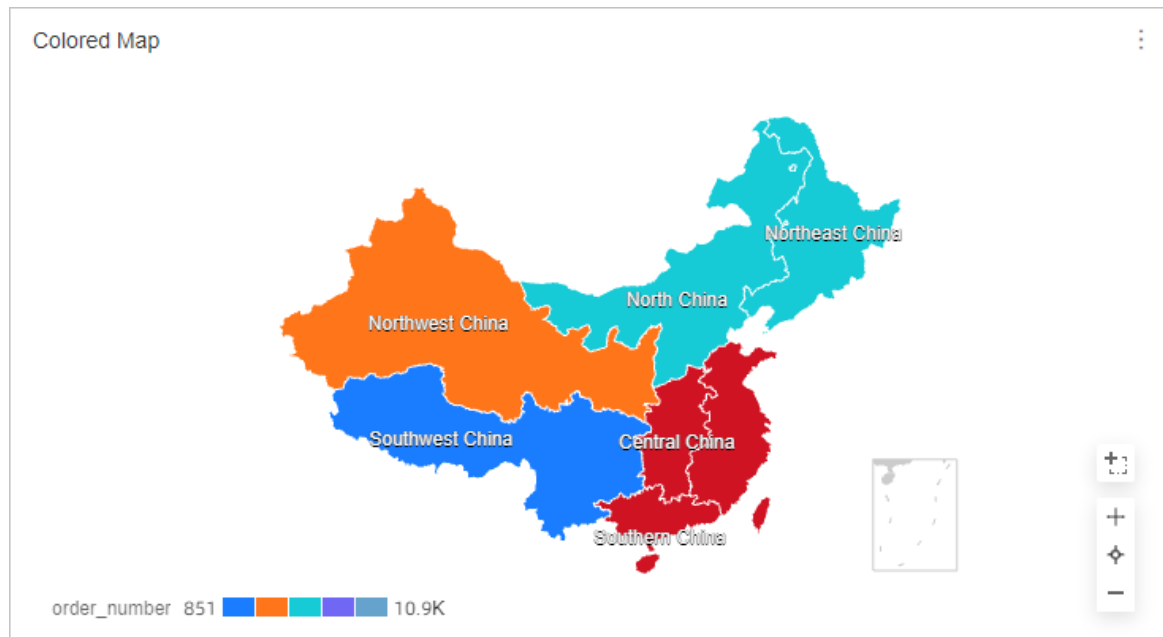 Colored Map
Northeast China
North China
Northwest China
Southwest China
Central China
Southern China
order_number 851 10.9K